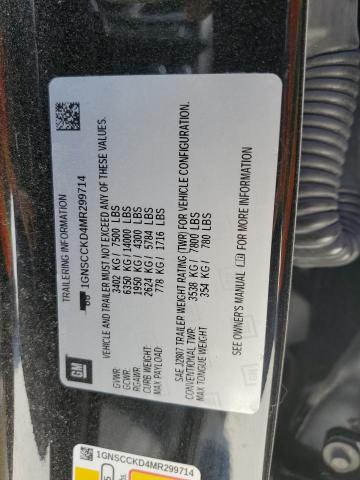 TRAILERING INFORMATION
1GNSCCKD4MR299714
GM
VEHICLE AND TRAILER MUST NOT EXCEED ANY OF THESE VALUES.
GVWR: 3402 KG/ 7500 LBS
GCWR: 6350 KG/14000 LBS
RGAWR: 1950 KG/ 4300 LBS
CURB WEIGHT: 2624 KG/ 5784 LBS
MAX PAYLOAD: 778 KG/ 1716 LBS
SAE J2807 TRAILER WEIGHT RATING (TWR) FOR VEHICLE CONFIGURATION.
CONVENTIONAL TWR: 3538 KG/ 7800 LBS
MAX TONGUE WEIGHT 354 KG/ 780 LBS
SEE OWNER'S MANUAL FOR MORE INFORMATION
1GNSCCKD4MR299714